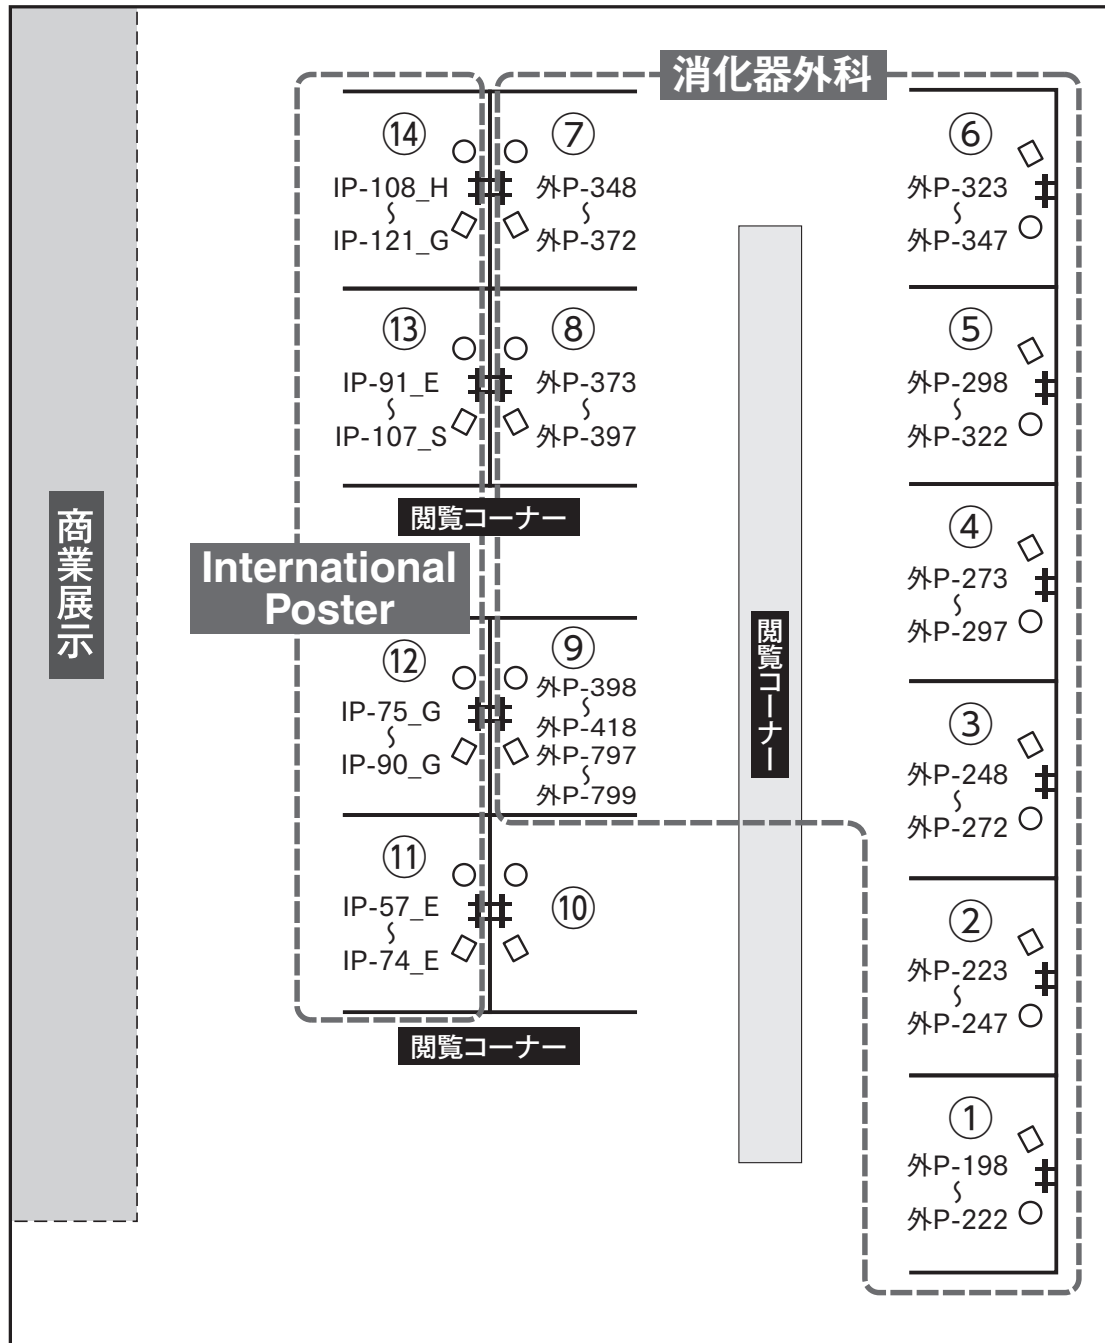 消化器外科
⑭
IP-108_H
〜
IP-121_G
⑦
外P-348
〜
外P-372
⑥
外P-323
〜
外P-347
⑬
IP-91_E
〜
IP-107_S
⑧
外P-373
〜
外P-397
⑤
外P-298
〜
外P-322
閲覧コーナー
商業展示
International
Poster
④
外P-273
〜
外P-297
⑫
IP-75_G
〜
IP-90_G
⑨
外P-398
〜
外P-418
外P-797
〜
外P-799
閲覧コーナー
③
外P-248
〜
外P-272
⑪
IP-57_E
〜
IP-74_E
⑩
②
外P-223
〜
外P-247
閲覧コーナー
①
外P-198
〜
外P-222